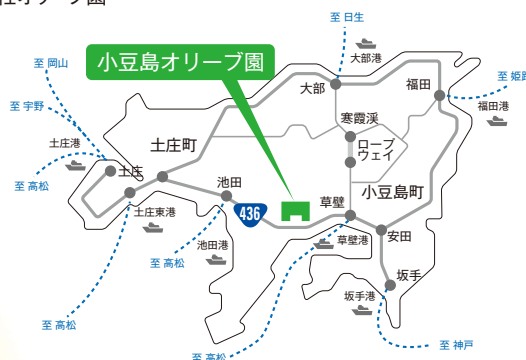 至 日生
大部港
至 岡山
小豆島オリーブ園
大部
福田
至 姫路
至 宇野
福田港
寒霞渓
土庄港
土庄町
ロープ
ウェイ
土庄
池田
小豆島町
至 高松
土庄東港
436
草壁
草壁港
安田
池田港
至 高松
坂手
坂手港
至 高松
至 神戸
至 高松